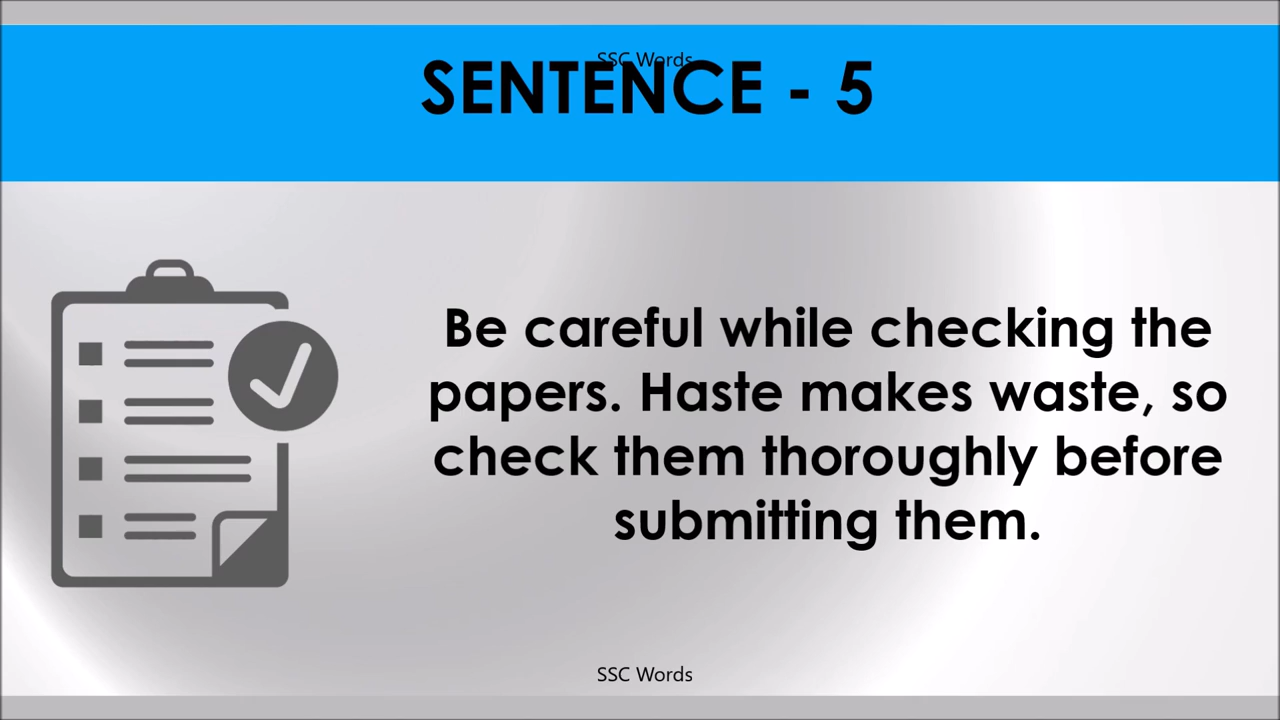 SSC Words
SENTENCE - 5
Be careful while checking the
papers. Haste makes waste, so
check them thoroughly before
submitting them.
SSC Words